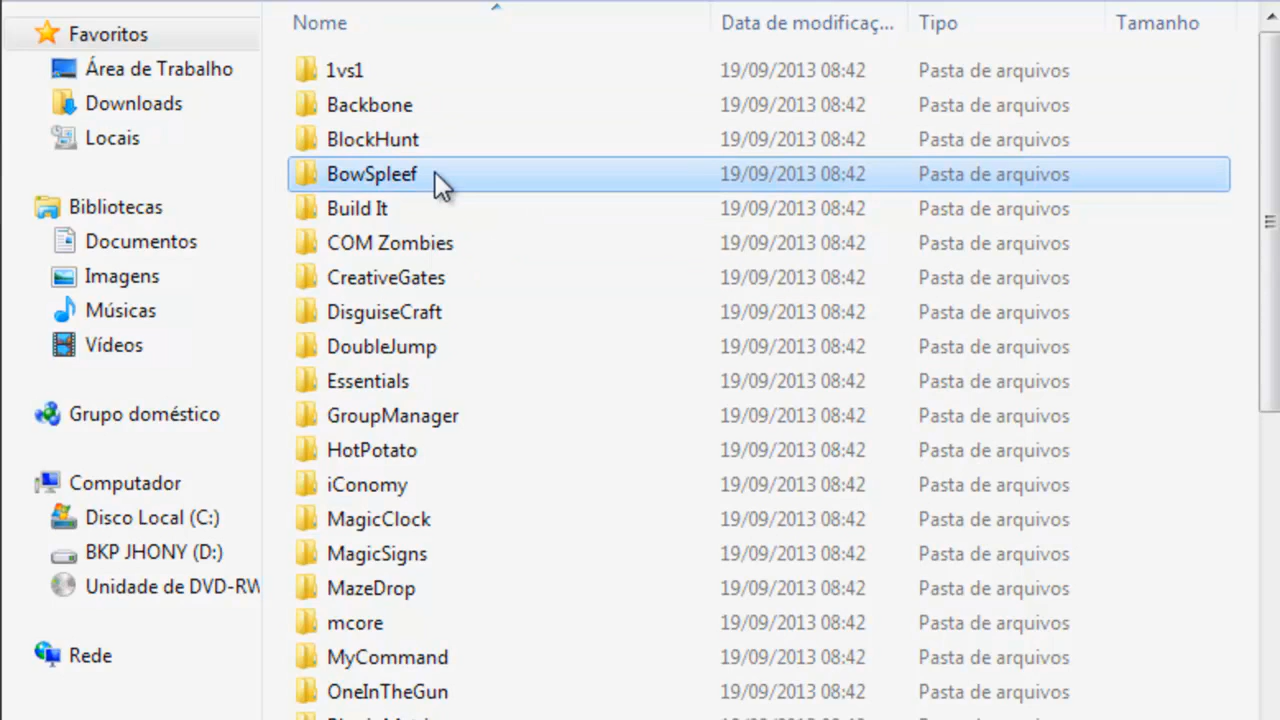 Nome Data de modificaç... Tipo Tamanho
Favoritos
Área de Trabalho
Downloads
Locais
Bibliotecas
Documentos
Imagens
Músicas
Vídeos
Grupo doméstico
Computador
Disco Local (C:)
BKP JHONY (D:)
Unidade de DVD-RW
Rede
1vs1 19/09/2013 08:42 Pasta de arquivos
Backbone 19/09/2013 08:42 Pasta de arquivos
BlockHunt 19/09/2013 08:42 Pasta de arquivos
BowSpleef 19/09/2013 08:42 Pasta de arquivos
Build It 19/09/2013 08:42 Pasta de arquivos
COM Zombies 19/09/2013 08:42 Pasta de arquivos
CreativeGates 19/09/2013 08:42 Pasta de arquivos
DisguiseCraft 19/09/2013 08:42 Pasta de arquivos
DoubleJump 19/09/2013 08:42 Pasta de arquivos
Essentials 19/09/2013 08:42 Pasta de arquivos
GroupManager 19/09/2013 08:42 Pasta de arquivos
HotPotato 19/09/2013 08:42 Pasta de arquivos
iConomy 19/09/2013 08:42 Pasta de arquivos
MagicClock 19/09/2013 08:42 Pasta de arquivos
MagicSigns 19/09/2013 08:42 Pasta de arquivos
MazeDrop 19/09/2013 08:42 Pasta de arquivos
mcore 19/09/2013 08:42 Pasta de arquivos
MyCommand 19/09/2013 08:42 Pasta de arquivos
OneInTheGun 19/09/2013 08:42 Pasta de arquivos